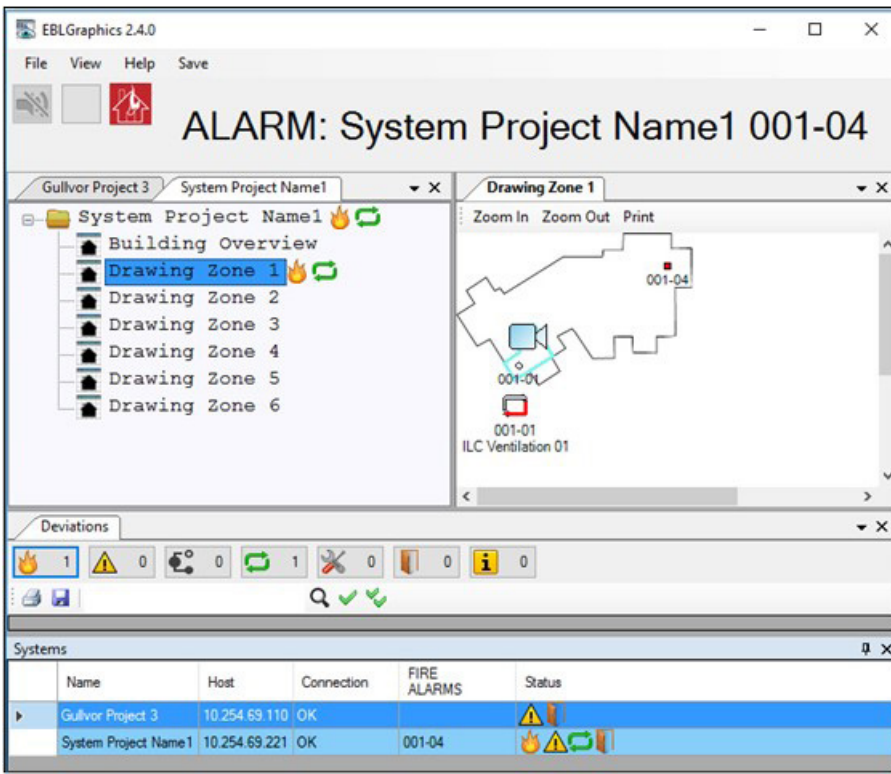 EBLGraphics 2.4.0
File View Help Save
ALARM: System Project Name1 001-04
Gullvor Project 3 System Project Name1
System Project Name1
Building Overview
Drawing Zone 1
Drawing Zone 2
Drawing Zone 3
Drawing Zone 4
Drawing Zone 5
Drawing Zone 6
Drawing Zone 1
Zoom In Zoom Out Print
001-04
001-01
001-01
ILC Ventilation 01
Deviations
1 0 0 1 0 0 0
Systems
Name Host Connection FIRE ALARMS Status
Gullvor Project 3 10.254.69.110 OK
System Project Name1 10.254.69.221 OK 001-04